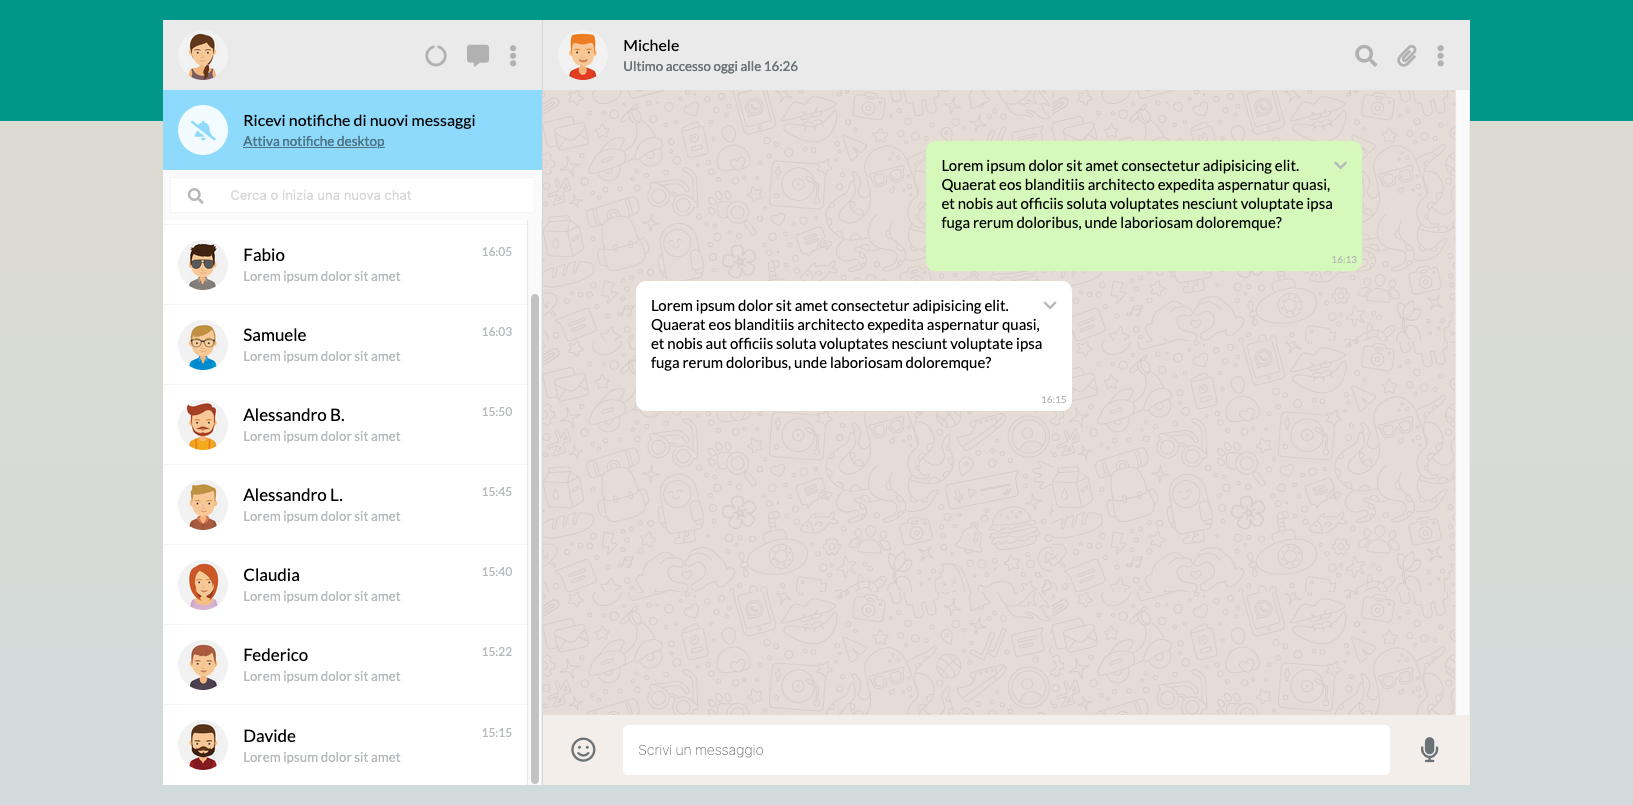 Michele
Ultimo accesso oggi alle 16:26
Ricevi notifiche di nuovi messaggi
Attiva notifiche desktop
Cerca o inizia una nuova chat
Fabio
16:05
Lorem ipsum dolor sit amet
Samuele
16:03
Lorem ipsum dolor sit amet
Alessandro B.
15:50
Lorem ipsum dolor sit amet
Alessandro L.
15:45
Lorem ipsum dolor sit amet
Claudia
15:40
Lorem ipsum dolor sit amet
Federico
15:22
Lorem ipsum dolor sit amet
Davide
15:15
Lorem ipsum dolor sit amet
Lorem ipsum dolor sit amet consectetur adipisicing elit.
Quaerat eos blanditiis architecto expedita aspernatur quasi,
et nobis aut officiis soluta voluptates nesciunt voluptate ipsa
fuga rerum doloribus, unde laboriosam doloremque?
16:13
Lorem ipsum dolor sit amet consectetur adipisicing elit.
Quaerat eos blanditiis architecto expedita aspernatur quasi,
et nobis aut officiis soluta voluptates nesciunt voluptate ipsa
fuga rerum doloribus, unde laboriosam doloremque?
16:15
Scrivi un messaggio